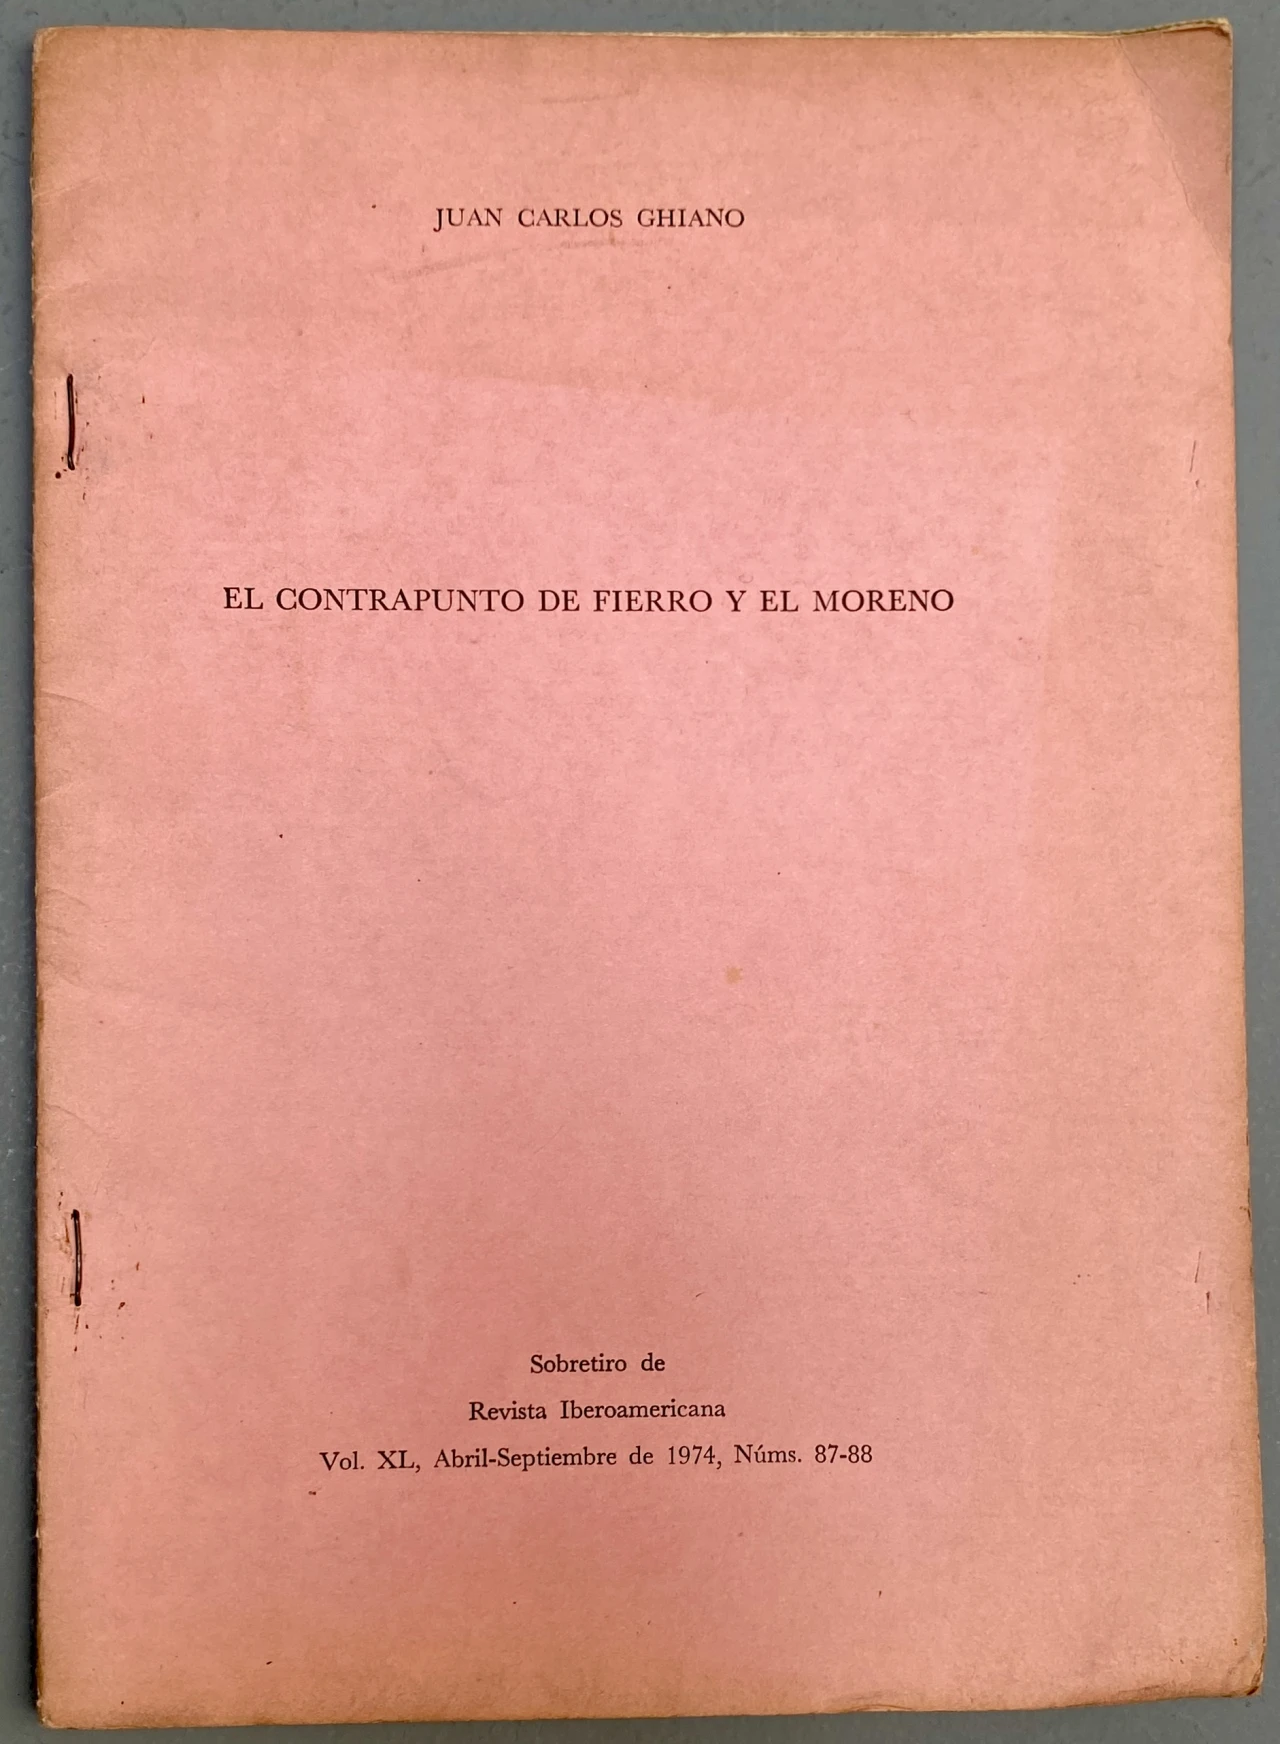 JUAN CARLOS GHIANO
EL CONTRAPUNTO DE FIERRO Y EL MORENO
Sobretiro de
Revista Iberoamericana
Vol. XL, Abril-Septiembre de 1974, Núms. 87-88